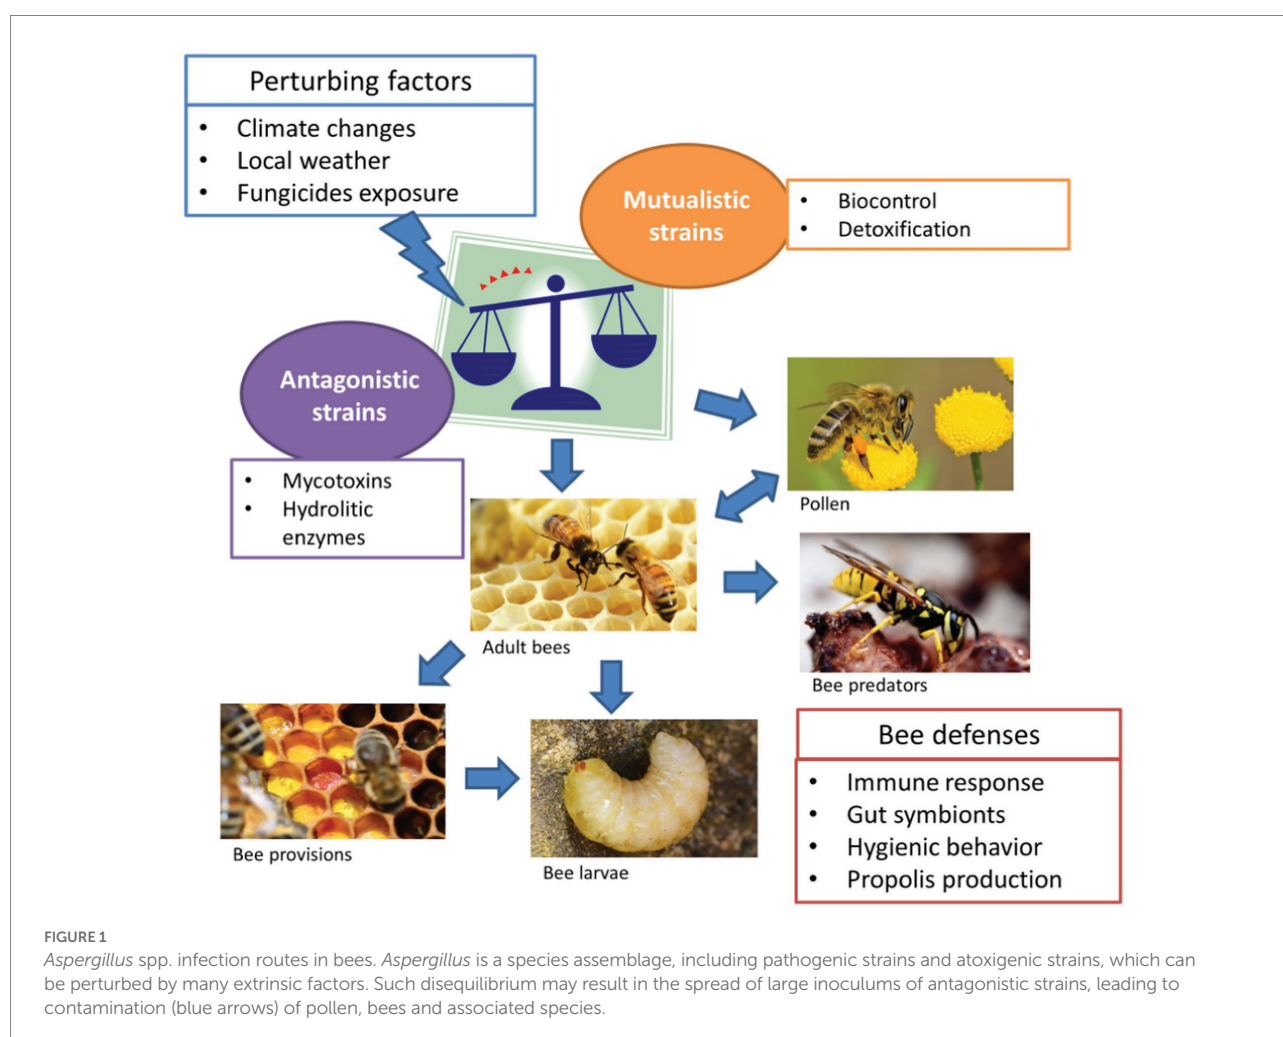 Perturbing factors
• Climate changes
• Local weather
• Fungicides exposure
Mutualistic
strains
• Biocontrol
• Detoxification
Antagonistic
strains
• Mycotoxins
• Hydrolitic
enzymes
Pollen
Adult bees
Bee predators
Bee provisions
Bee larvae
Bee defenses
• Immune response
• Gut symbionts
• Hygienic behavior
• Propolis production
FIGURE 1
Aspergillus spp. infection routes in bees. Aspergillus is a species assemblage, including pathogenic strains and atoxigenic strains, which can
be perturbed by many extrinsic factors. Such disequilibrium may result in the spread of large inoculums of antagonistic strains, leading to
contamination (blue arrows) of pollen, bees and associated species.